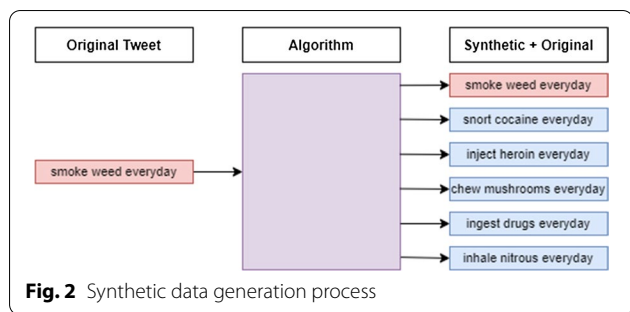 Original Tweet
Algorithm
Synthetic + Original
smoke weed everyday
smoke weed everyday
snort cocaine everyday
inject heroin everyday
chew mushrooms everyday
ingest drugs everyday
inhale nitrous everyday
Fig. 2 Synthetic data generation process